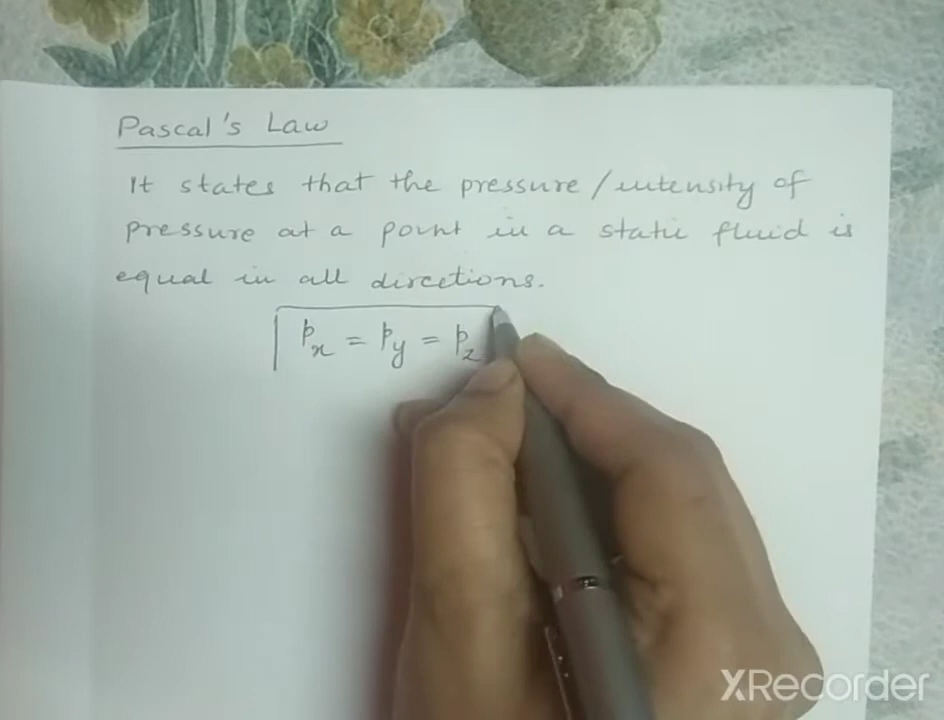 Pascal's Law
It states that the pressure/intensity of
pressure at a point in a static fluid is
equal in all directions.
px = py = pz
XRecorder